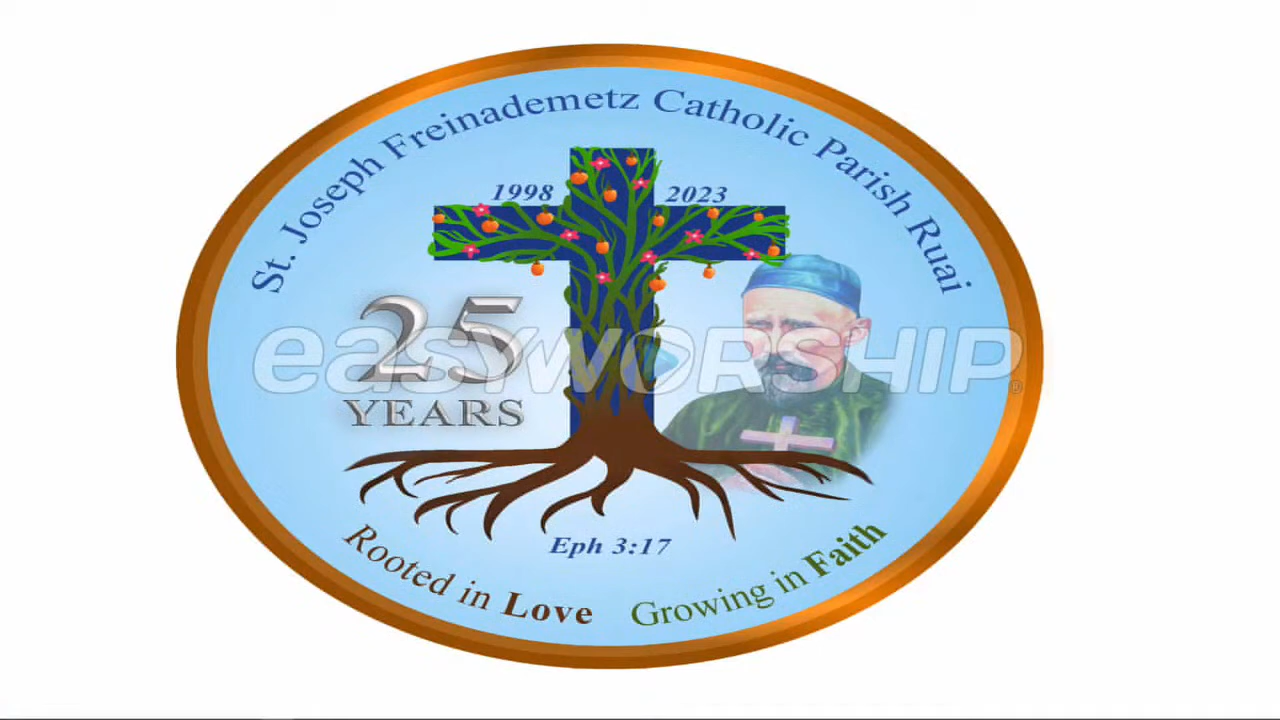 St. Joseph Freinademetz Catholic Parish Ruai
1998 2023
25
YEARS
easyWORSHIP®
Eph 3:17
Rooted in Love Growing in Faith